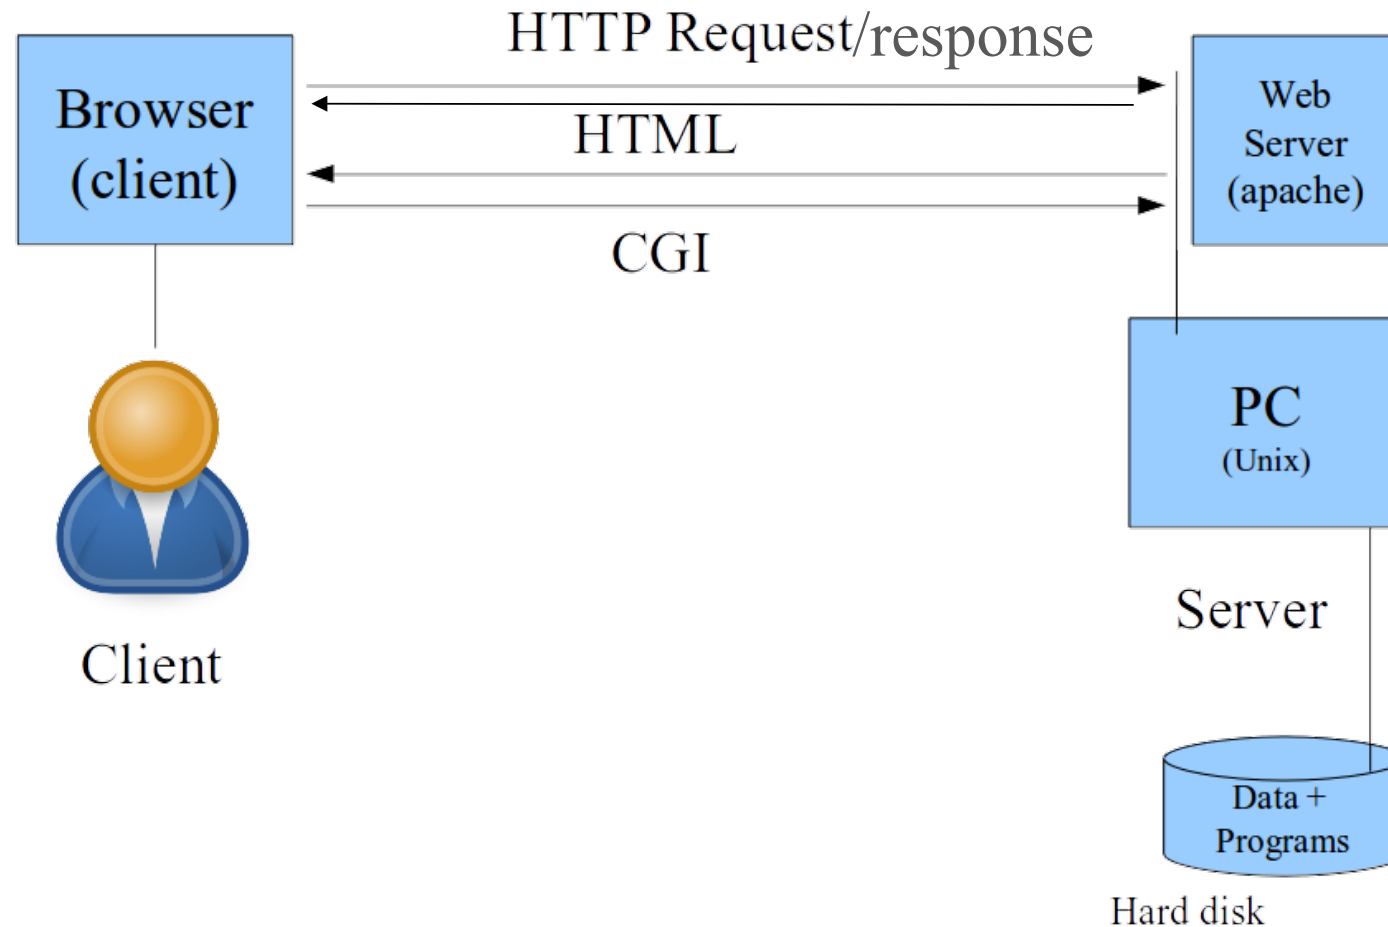 HTTP Request/response
Browser
(client)
HTML
CGI
Web
Server
(apache)
PC
(Unix)
Server
Client
Data +
Programs
Hard disk